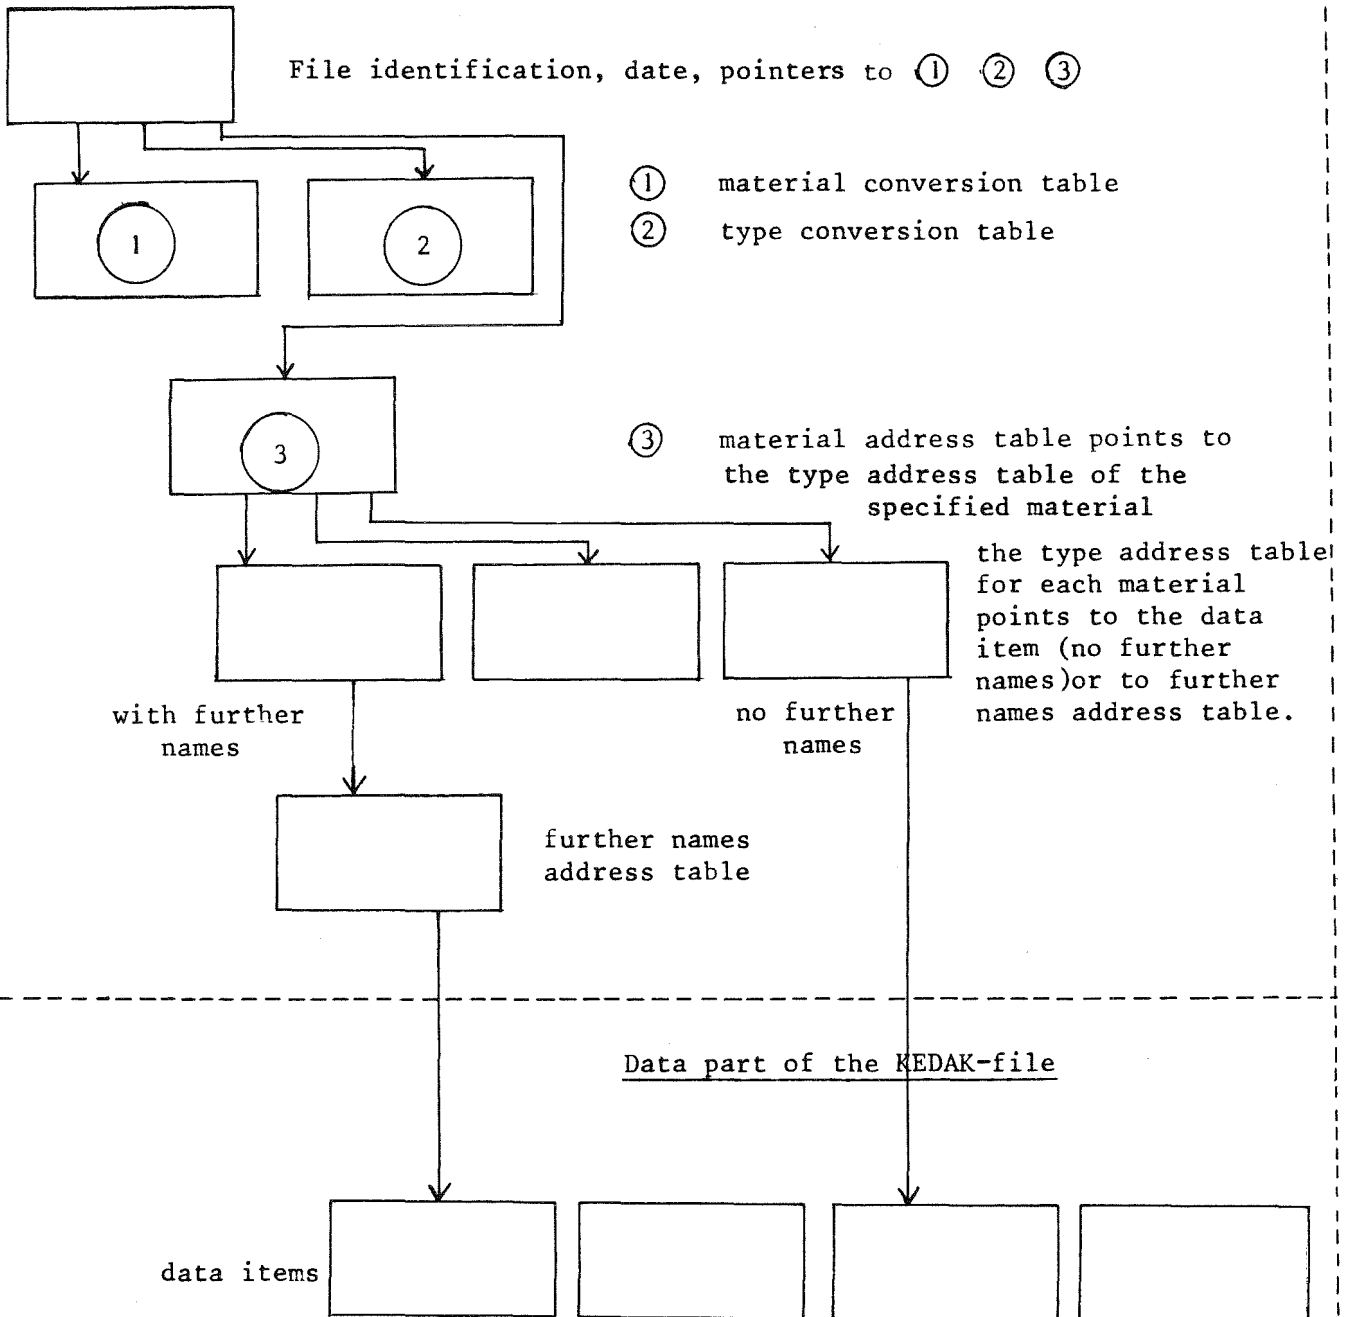 File identification, date, pointers to ① ② ③
① material conversion table
② type conversion table
1
2
3
③ material address table points to
the type address table of the
specified material
the type address table
for each material
points to the data
item (no further
names)or to further
names address table.
with further
names
no further
names
further names
address table
Data part of the KEDAK-file
data items